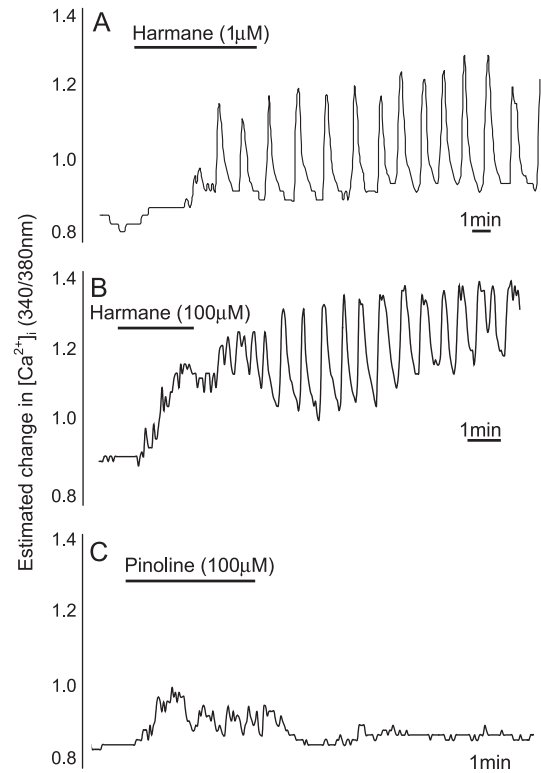 Estimated change in [Ca²⁺]ᵢ (340/380nm)
A
Harmane (1μM)
1.4
1.2
1.0
0.8
1min
B
Harmane (100μM)
1.4
1.2
1.0
0.8
1min
C
Pinoline (100μM)
1.4
1.2
1.0
0.8
1min